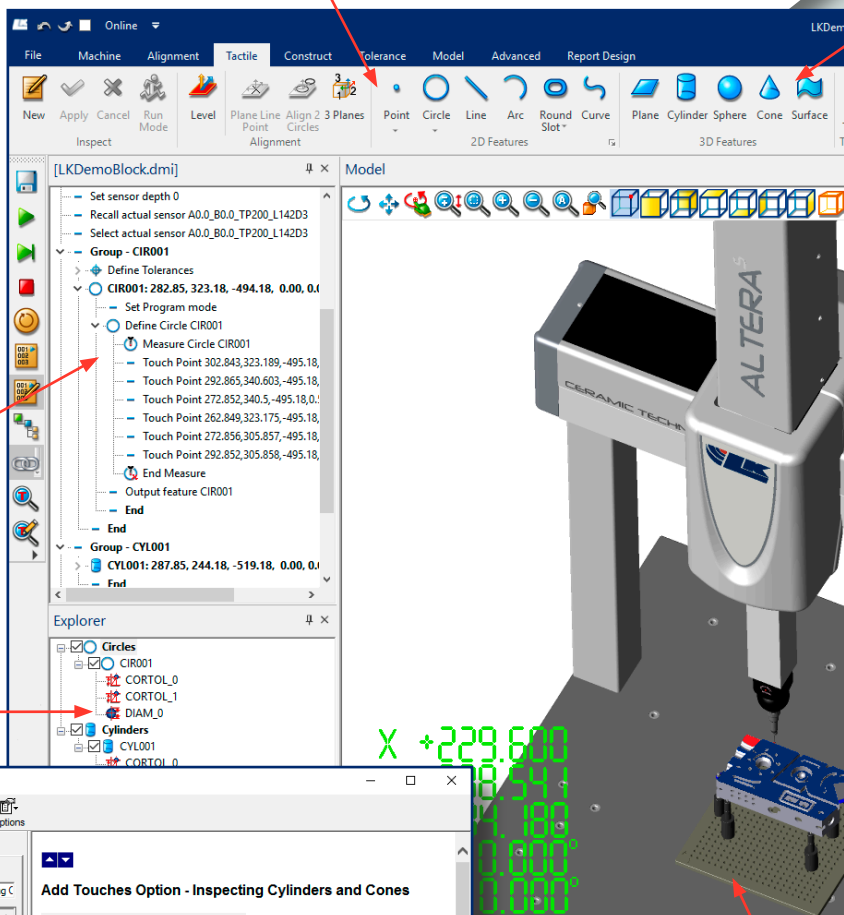 Online
LKDem
File Machine Alignment Tactile Construct Tolerance Model Advanced Report Design
New Apply Cancel Run Mode Level Plane Line Point Align 2 Circles 3 Planes Point Circle Line Arc Round Slot Curve Plane Cylinder Sphere Cone Surface
Inspect Alignment 2D Features 3D Features
[LKDemoBlock.dmi]
Model
Set sensor depth 0
Recall actual sensor A0.0_B0.0_TP200_L142D3
Select actual sensor A0.0_B0.0_TP200_L142D3
Group - CIR001
Define Tolerances
CIR001: 282.85, 323.18, -494.18, 0.00, 0.0
Set Program mode
Define Circle CIR001
Measure Circle CIR001
Touch Point 302.843,323.189,-495.18,
Touch Point 292.865,340.603,-495.18,
Touch Point 272.852,340.5,-495.18,0.
Touch Point 262.849,323.175,-495.18,
Touch Point 272.856,305.857,-495.18,
Touch Point 292.852,305.858,-495.18,
End Measure
Output feature CIR001
End
End
Group - CYL001
CYL001: 287.85, 244.18, -519.18, 0.00, 0.0
End
Explorer
Circles
CIR001
CORTOL_0
CORTOL_1
DIAM_0
Cylinders
CYL001
CORTOL_0
ALTERA S
CERAMIC TECHN
LK
X +229.600
8.541
180
0.000°
0.000°
ptions
Add Touches Option - Inspecting Cylinders and Cones